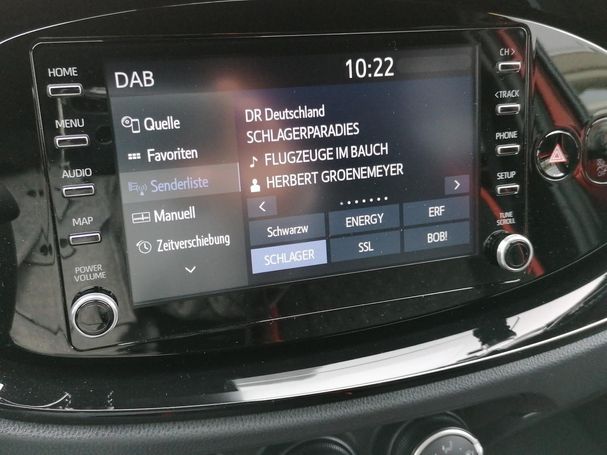 DAB
10:22
HOME
MENU
AUDIO
MAP
POWER
VOLUME
Quelle
Favoriten
Senderliste
Manuell
Zeitverschiebung
DR Deutschland
SCHLAGERPARADIES
FLUGZEUGE IM BAUCH
HERBERT GROENEMEYER
Schwarzw
ENERGY
ERF
SCHLAGER
SSL
BOB!
CH>
<TRACK
PHONE
SETUP
TUNE
SCROLL